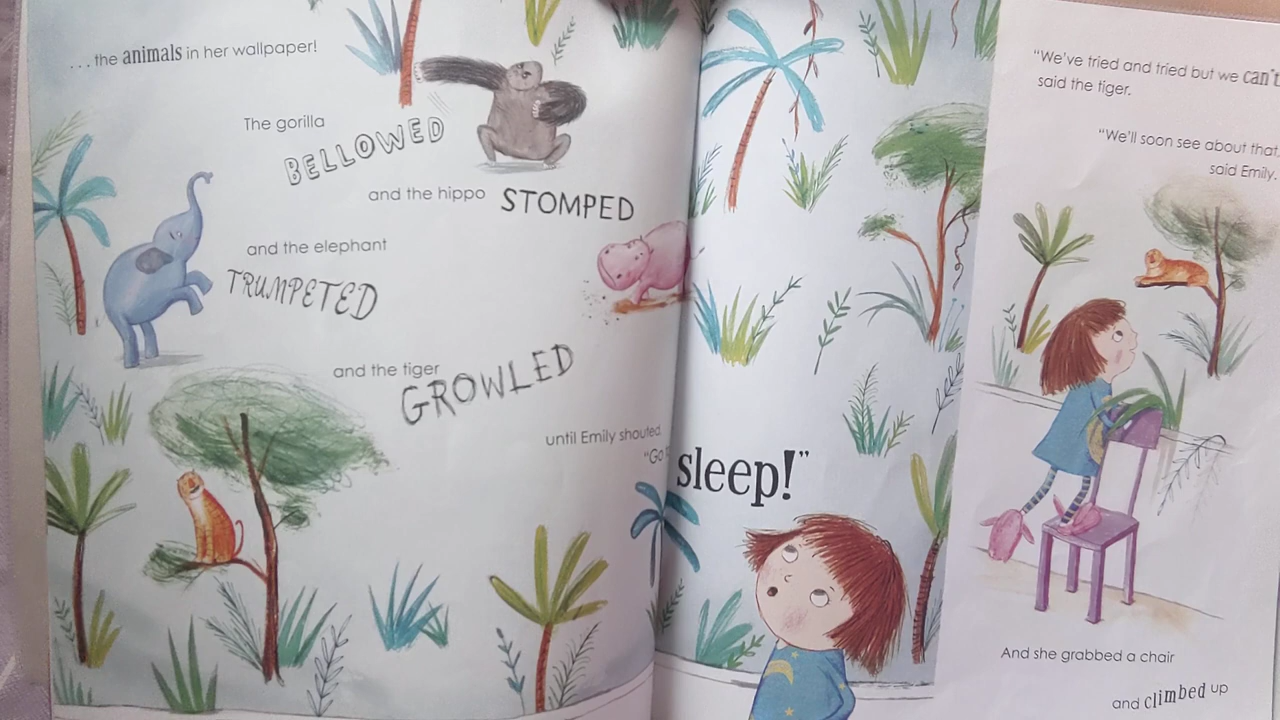 ...the animals in her wallpaper!
The gorilla
BELLOWED
and the hippo STOMPED
and the elephant
TRUMPETED
and the tiger
GROWLED
until Emily shouted
“Go
sleep!”
“We’ve tried and tried but we can’t
said the tiger.
“We’ll soon see about that,
said Emily.
And she grabbed a chair
and climbed up